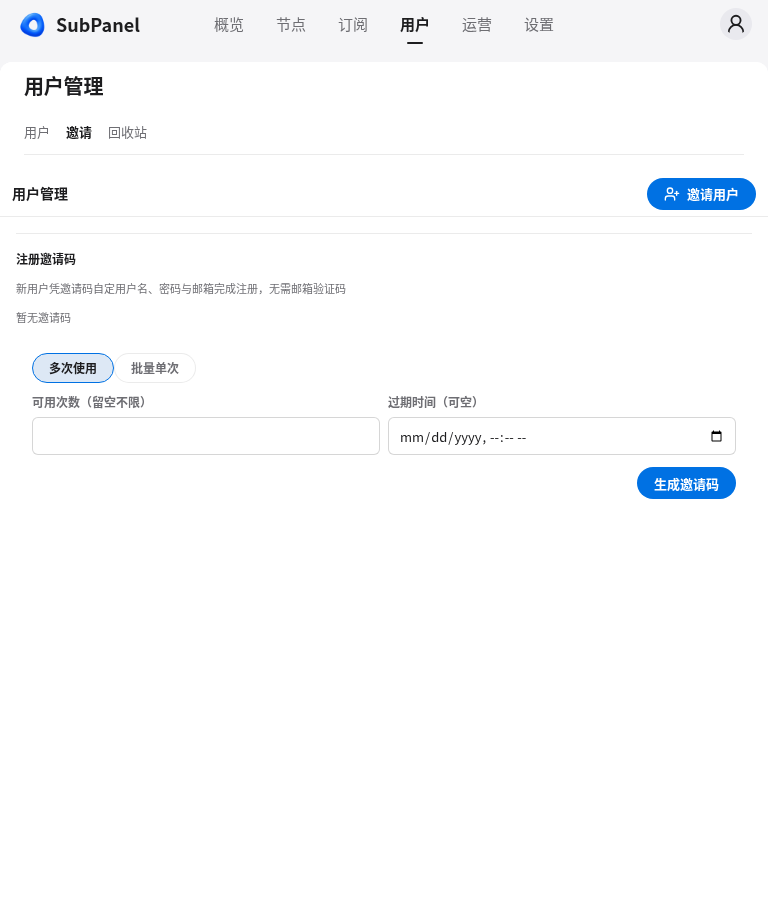 SubPanel 概览 节点 订阅 用户 运营 设置
用户管理
用户 邀请 回收站
用户管理 邀请用户
注册邀请码
新用户凭邀请码自定用户名、密码与邮箱完成注册，无需邮箱验证码
暂无邀请码
多次使用 批量单次
可用次数（留空不限） 过期时间（可空）
mm/dd/yyyy, --:-- --
生成邀请码